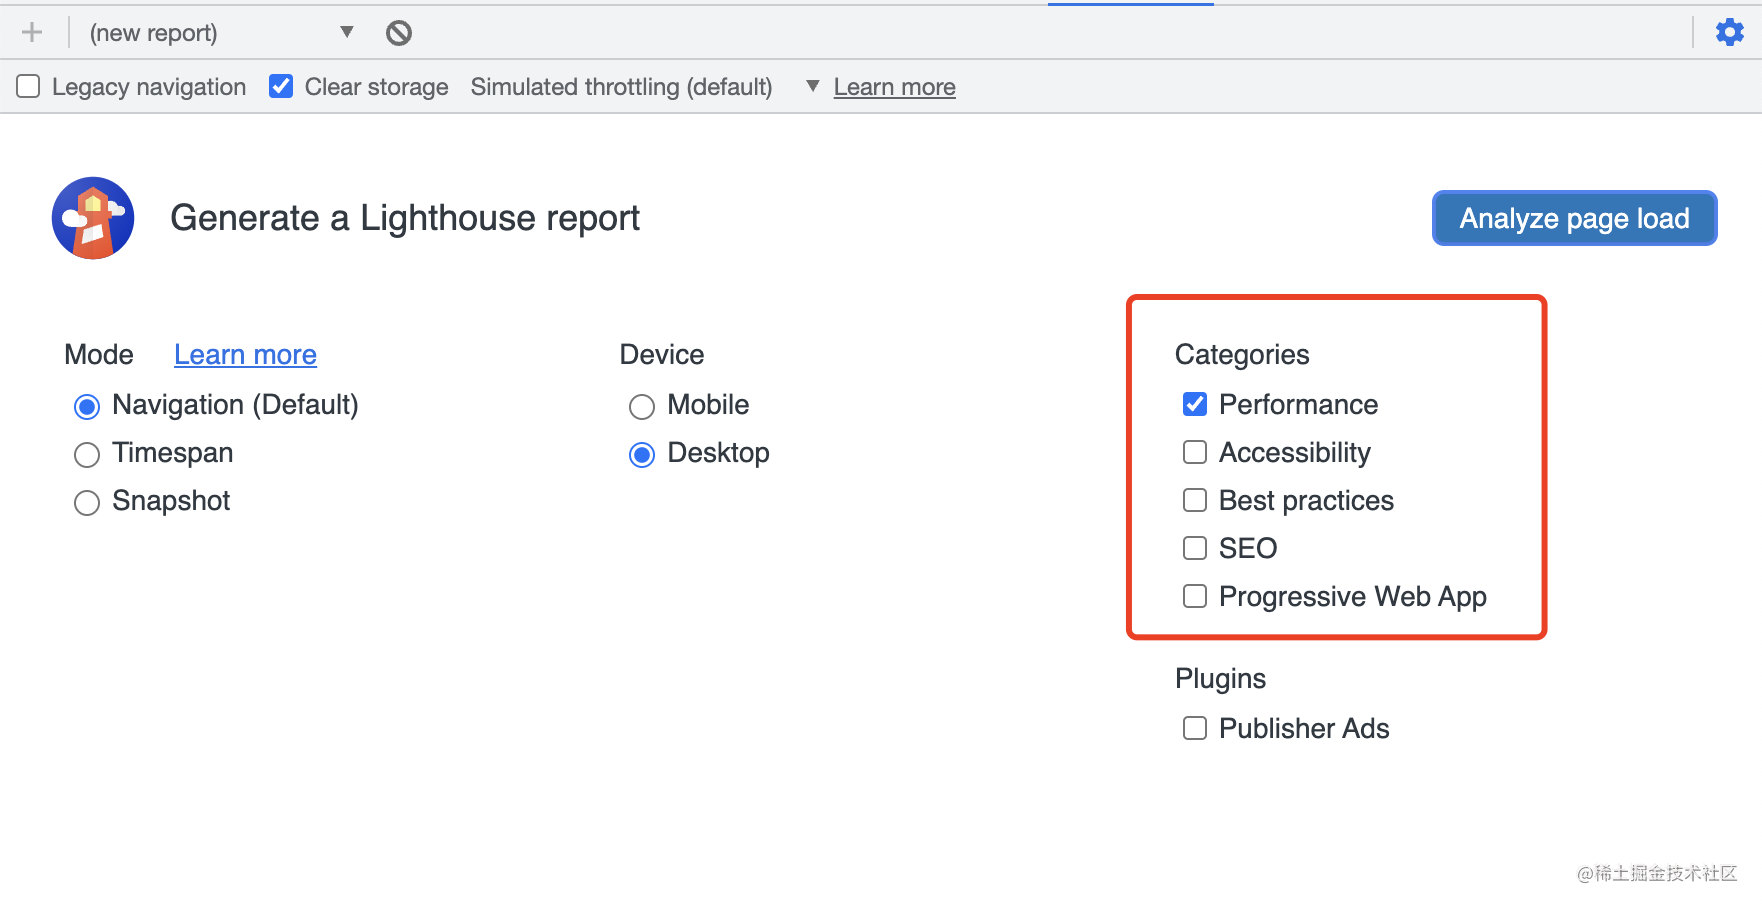 (new report)
Legacy navigation Clear storage Simulated throttling (default) Learn more
Generate a Lighthouse report
Analyze page load
Mode Learn more
Navigation (Default)
Timespan
Snapshot
Device
Mobile
Desktop
Categories
Performance
Accessibility
Best practices
SEO
Progressive Web App
Plugins
Publisher Ads
@稀土掘金技术社区